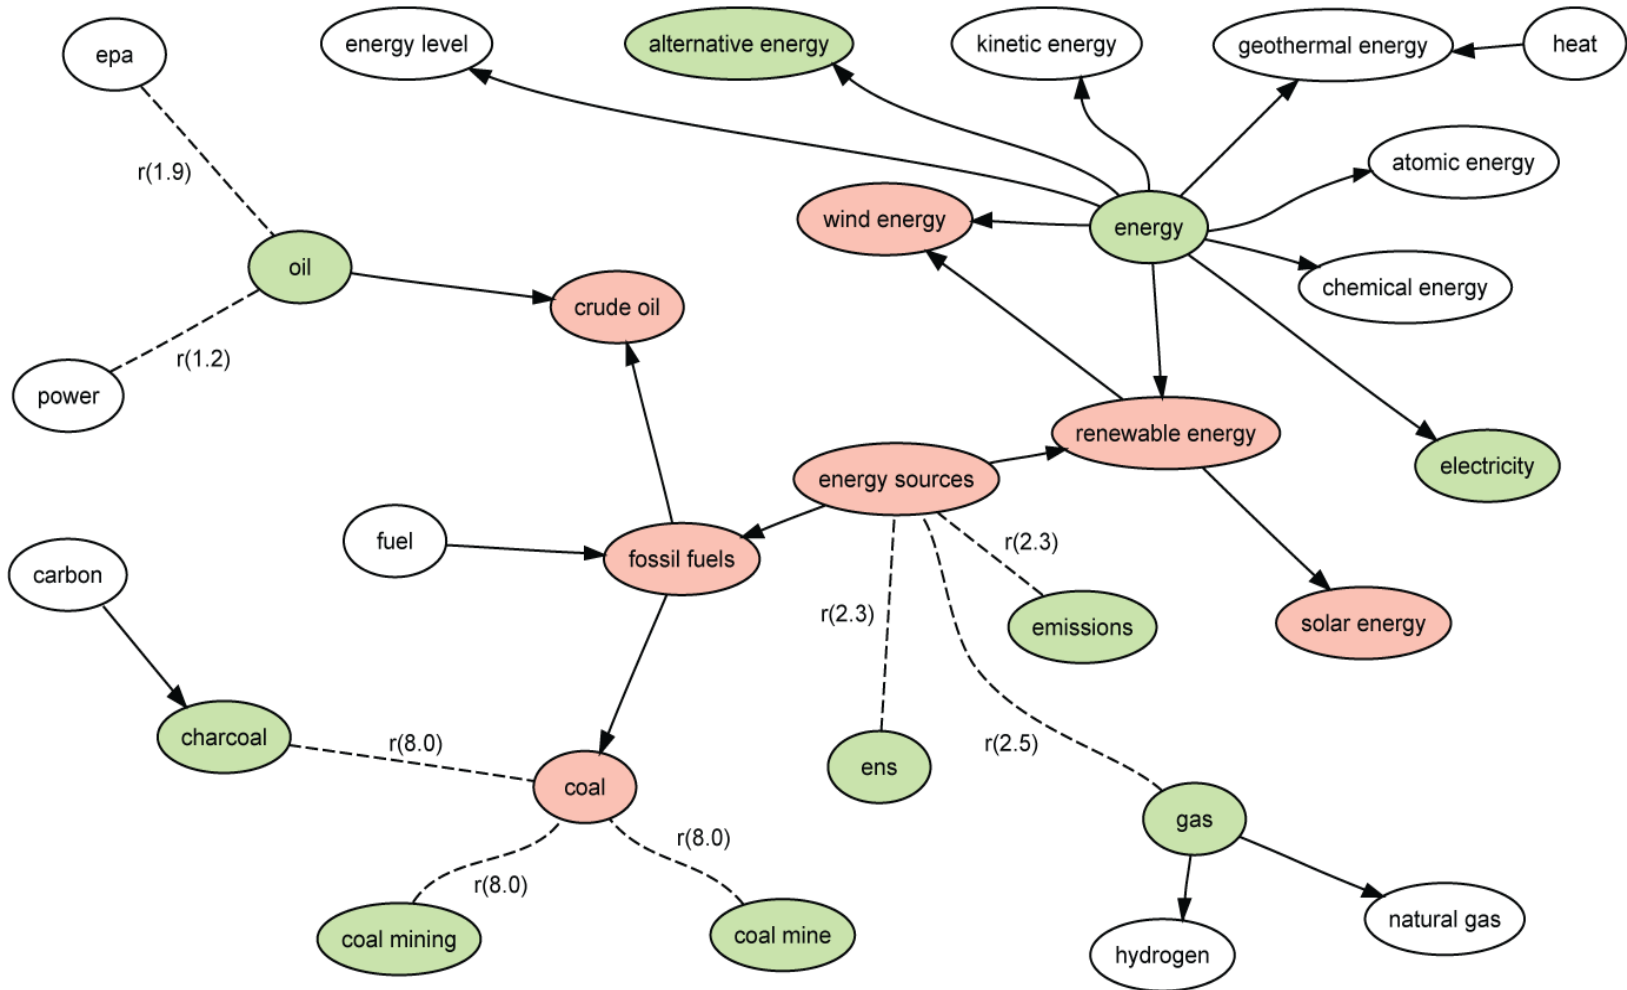 epa
energy level
alternative energy
kinetic energy
geothermal energy
heat
atomic energy
r(1.9)
wind energy
energy
oil
chemical energy
crude oil
r(1.2)
power
renewable energy
electricity
energy sources
fuel
fossil fuels
r(2.3)
carbon
r(2.3)
emissions
solar energy
charcoal
r(8.0)
r(2.5)
ens
coal
gas
r(8.0)
r(8.0)
coal mining
coal mine
natural gas
hydrogen